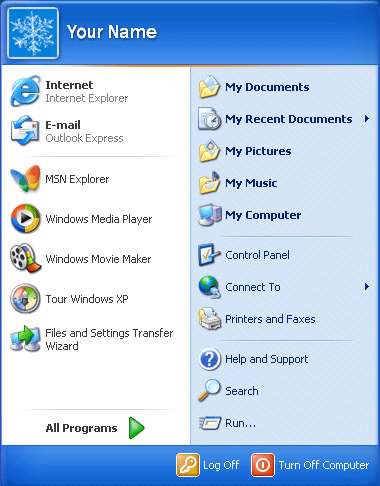 Your Name
Internet
Internet Explorer
E-mail
Outlook Express
MSN Explorer
Windows Media Player
Windows Movie Maker
Tour Windows XP
Files and Settings Transfer
Wizard
All Programs
My Documents
My Recent Documents
My Pictures
My Music
My Computer
Control Panel
Connect To
Printers and Faxes
Help and Support
Search
Run...
Log Off
Turn Off Computer